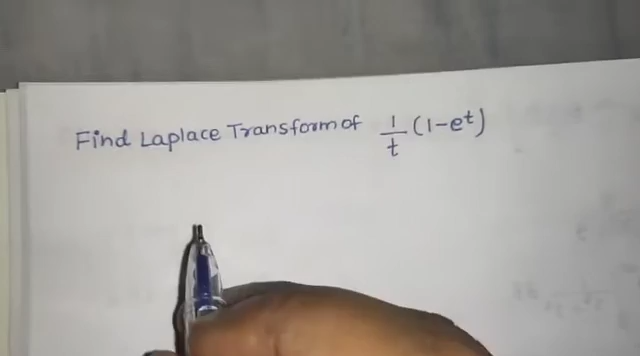 Find Laplace Transform of 1/t (1-e^t)